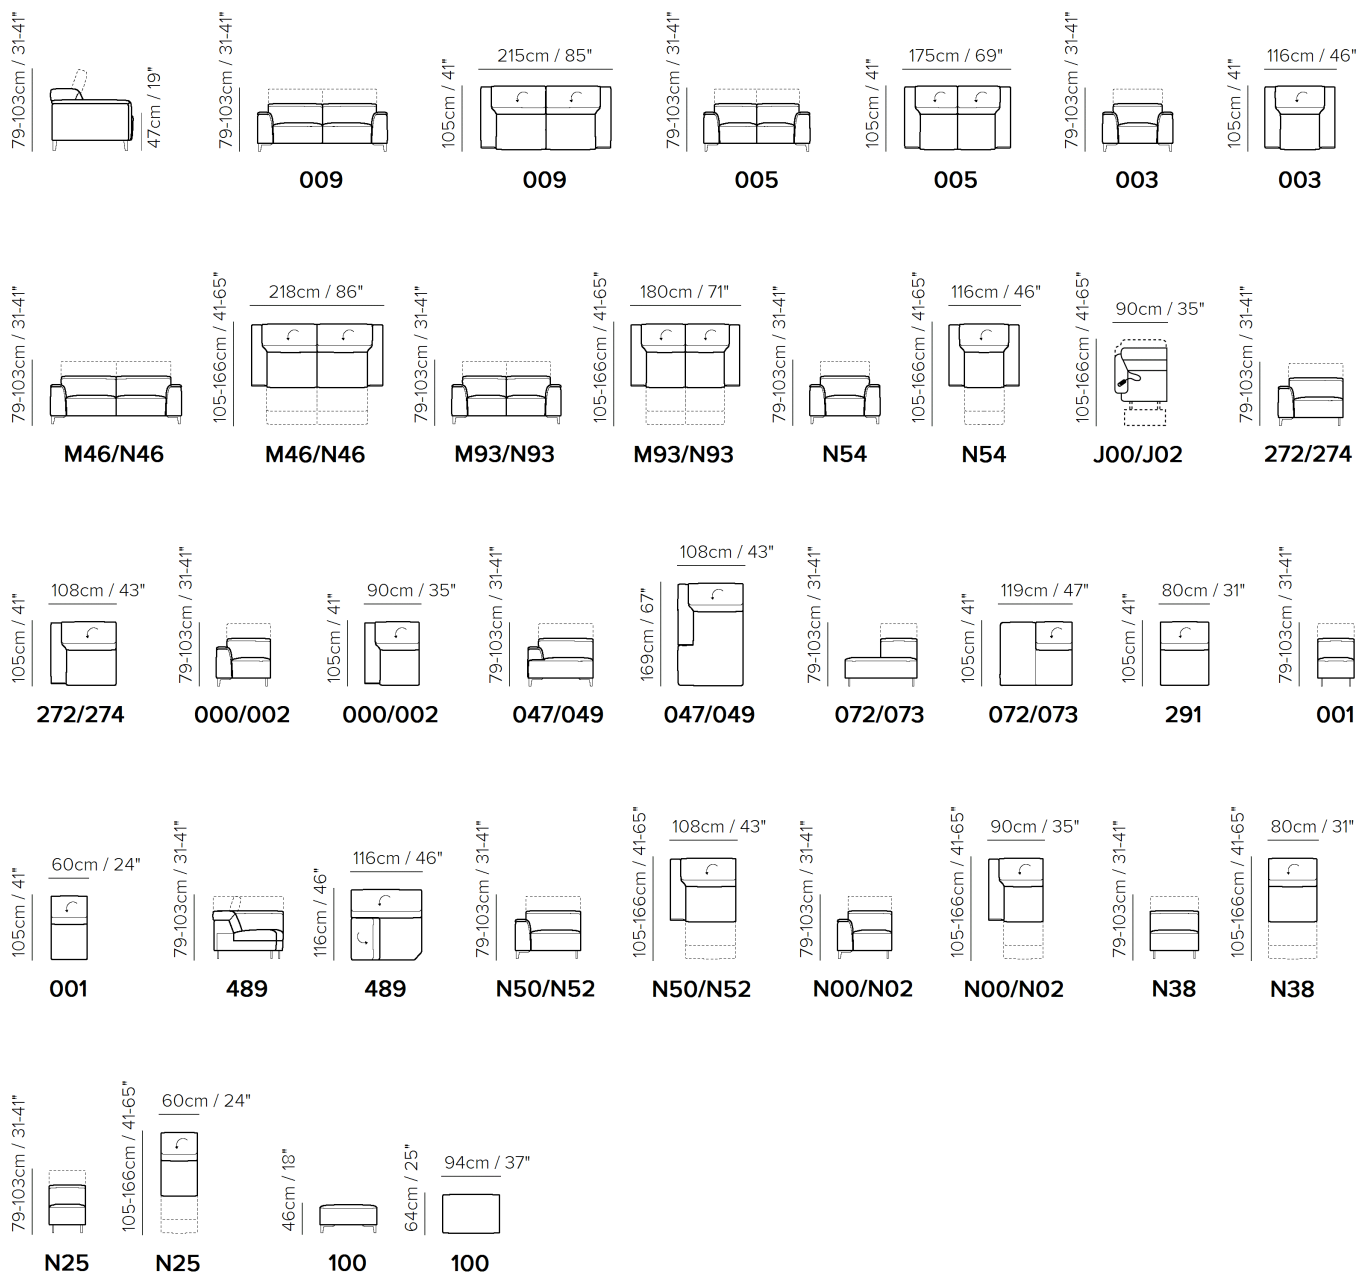 79-103cm / 31-41"
47cm / 19"
79-103cm / 31-41"
009
105cm / 41"
215cm / 85"
009
79-103cm / 31-41"
005
105cm / 41"
175cm / 69"
005
79-103cm / 31-41"
003
105cm / 41"
116cm / 46"
003
79-103cm / 31-41"
M46/N46
105-166cm / 41-65"
218cm / 86"
M46/N46
79-103cm / 31-41"
M93/N93
105-166cm / 41-65"
180cm / 71"
M93/N93
79-103cm / 31-41"
N54
105-166cm / 41-65"
116cm / 46"
N54
105-166cm / 41-65"
90cm / 35"
J00/J02
79-103cm / 31-41"
272/274
105cm / 41"
108cm / 43"
272/274
79-103cm / 31-41"
000/002
105cm / 41"
90cm / 35"
000/002
79-103cm / 31-41"
047/049
169cm / 67"
108cm / 43"
047/049
79-103cm / 31-41"
072/073
105cm / 41"
119cm / 47"
072/073
105cm / 41"
80cm / 31"
291
79-103cm / 31-41"
001
105cm / 41"
60cm / 24"
001
79-103cm / 31-41"
489
116cm / 46"
116cm / 46"
489
79-103cm / 31-41"
N50/N52
105-166cm / 41-65"
108cm / 43"
N50/N52
79-103cm / 31-41"
N00/N02
105-166cm / 41-65"
90cm / 35"
N00/N02
79-103cm / 31-41"
N38
105-166cm / 41-65"
80cm / 31"
N38
79-103cm / 31-41"
N25
105-166cm / 41-65"
60cm / 24"
N25
46cm / 18"
100
64cm / 25"
94cm / 37"
100